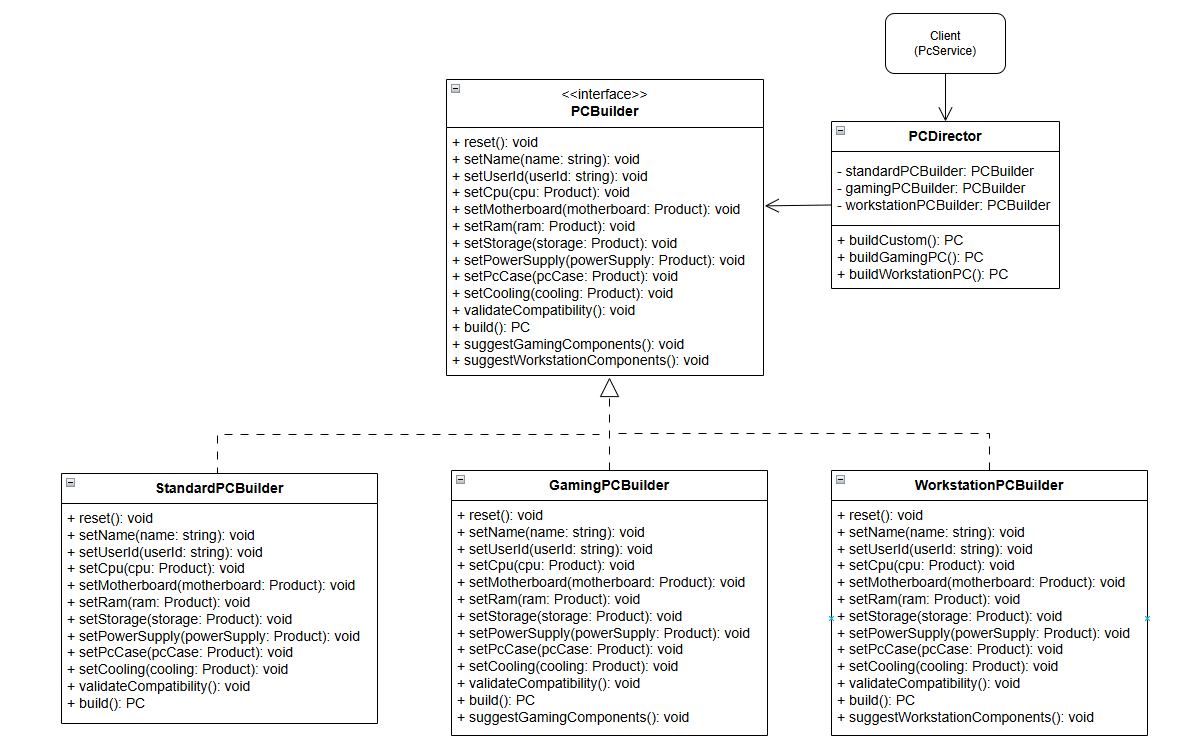 Client
(PcService)
<<interface>>
PCBuilder
+ reset(): void
+ setName(name: string): void
+ setUserId(userId: string): void
+ setCpu(cpu: Product): void
+ setMotherboard(motherboard: Product): void
+ setRam(ram: Product): void
+ setStorage(storage: Product): void
+ setPowerSupply(powerSupply: Product): void
+ setPcCase(pcCase: Product): void
+ setCooling(cooling: Product): void
+ validateCompatibility(): void
+ build(): PC
+ suggestGamingComponents(): void
+ suggestWorkstationComponents(): void
PCDirector
- standardPCBuilder: PCBuilder
- gamingPCBuilder: PCBuilder
- workstationPCBuilder: PCBuilder
+ buildCustom(): PC
+ buildGamingPC(): PC
+ buildWorkstationPC(): PC
StandardPCBuilder
+ reset(): void
+ setName(name: string): void
+ setUserId(userId: string): void
+ setCpu(cpu: Product): void
+ setMotherboard(motherboard: Product): void
+ setRam(ram: Product): void
+ setStorage(storage: Product): void
+ setPowerSupply(powerSupply: Product): void
+ setPcCase(pcCase: Product): void
+ setCooling(cooling: Product): void
+ validateCompatibility(): void
+ build(): PC
GamingPCBuilder
+ reset(): void
+ setName(name: string): void
+ setUserId(userId: string): void
+ setCpu(cpu: Product): void
+ setMotherboard(motherboard: Product): void
+ setRam(ram: Product): void
+ setStorage(storage: Product): void
+ setPowerSupply(powerSupply: Product): void
+ setPcCase(pcCase: Product): void
+ setCooling(cooling: Product): void
+ validateCompatibility(): void
+ build(): PC
+ suggestGamingComponents(): void
WorkstationPCBuilder
+ reset(): void
+ setName(name: string): void
+ setUserId(userId: string): void
+ setCpu(cpu: Product): void
+ setMotherboard(motherboard: Product): void
+ setRam(ram: Product): void
+ setStorage(storage: Product): void
+ setPowerSupply(powerSupply: Product): void
+ setPcCase(pcCase: Product): void
+ setCooling(cooling: Product): void
+ validateCompatibility(): void
+ build(): PC
+ suggestWorkstationComponents(): void